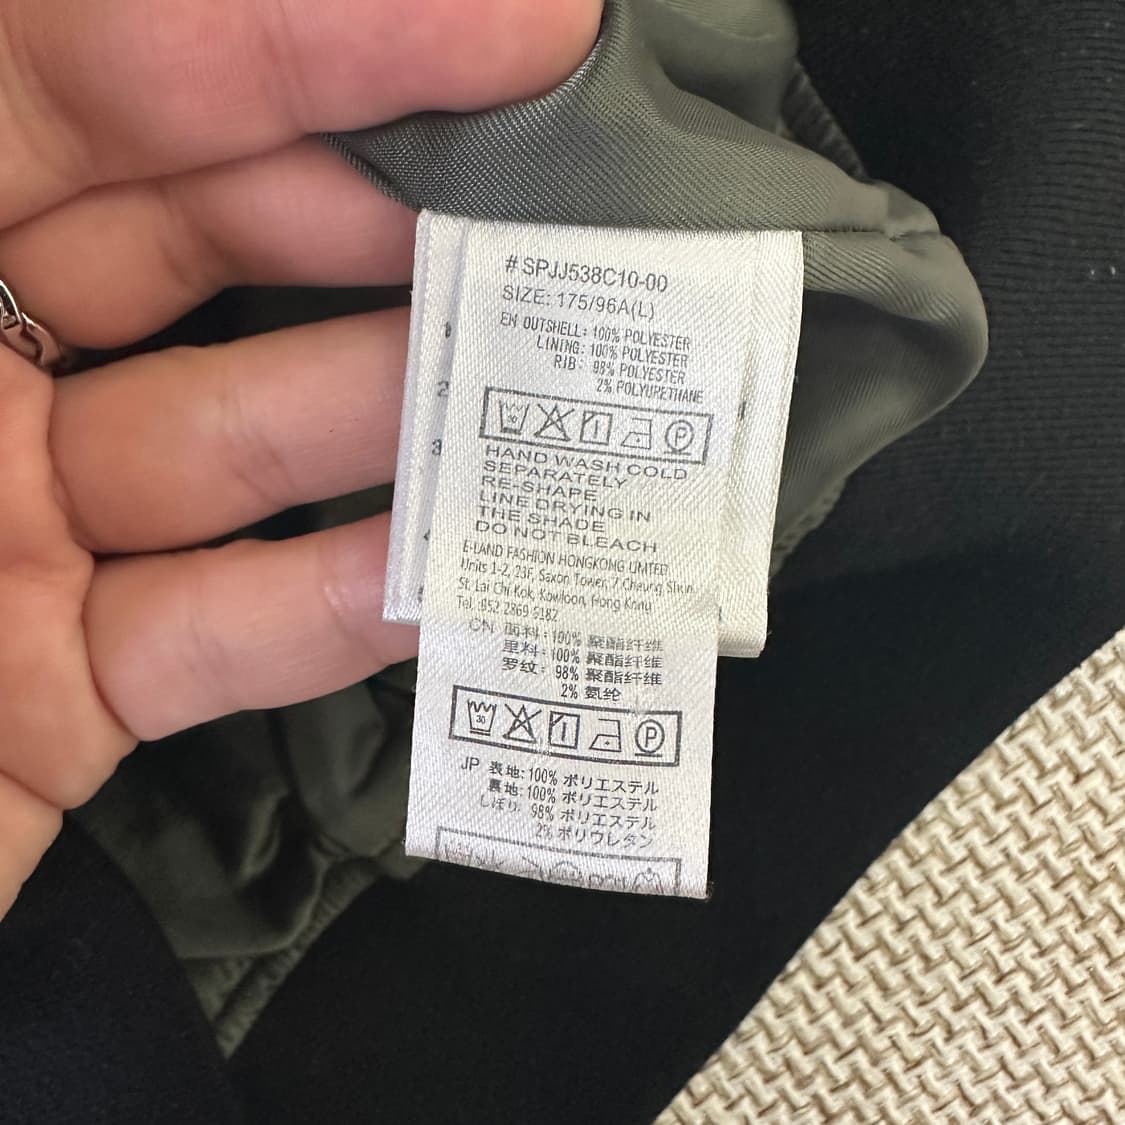 #SPJJ538C10-00
SIZE: 175/96A(L)
EN OUTSHELL: 100% POLYESTER
LINING: 100% POLYESTER
RIB: 98% POLYESTER
2% POLYURETHANE
30 P
HAND WASH COLD
SEPARATELY
RE-SHAPE
LINE DRYING IN
THE SHADE
DO NOT BLEACH
E-LAND FASHION HONGKONG LIMITED
Units 1-2, 23F, Saxon Tower, 7 Cheung Shun
St. Lai Chi Kok, Kowloon, Hong Kong
Tel.:852 2869 6187
CN 面料:100% 聚酯纤维
里料:100% 聚酯纤维
罗纹: 98% 聚酯纤维
2% 氨纶
30 P
JP 表地:100% ポリエステル
裏地:100% ポリエステル
しぼり: 98% ポリエステル
2% ポリウレタン
2
3